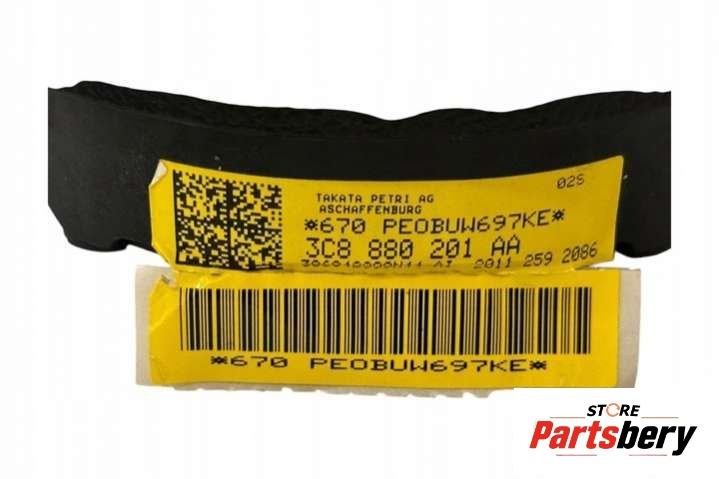 02S
TAKATA PETRI AG
ASCHAFFENBURG
*670 PEOBUW697KE*
3C8 880 201 AA
2011 259 2086
*670 PEOBUW697KE*
STORE
Partsbery